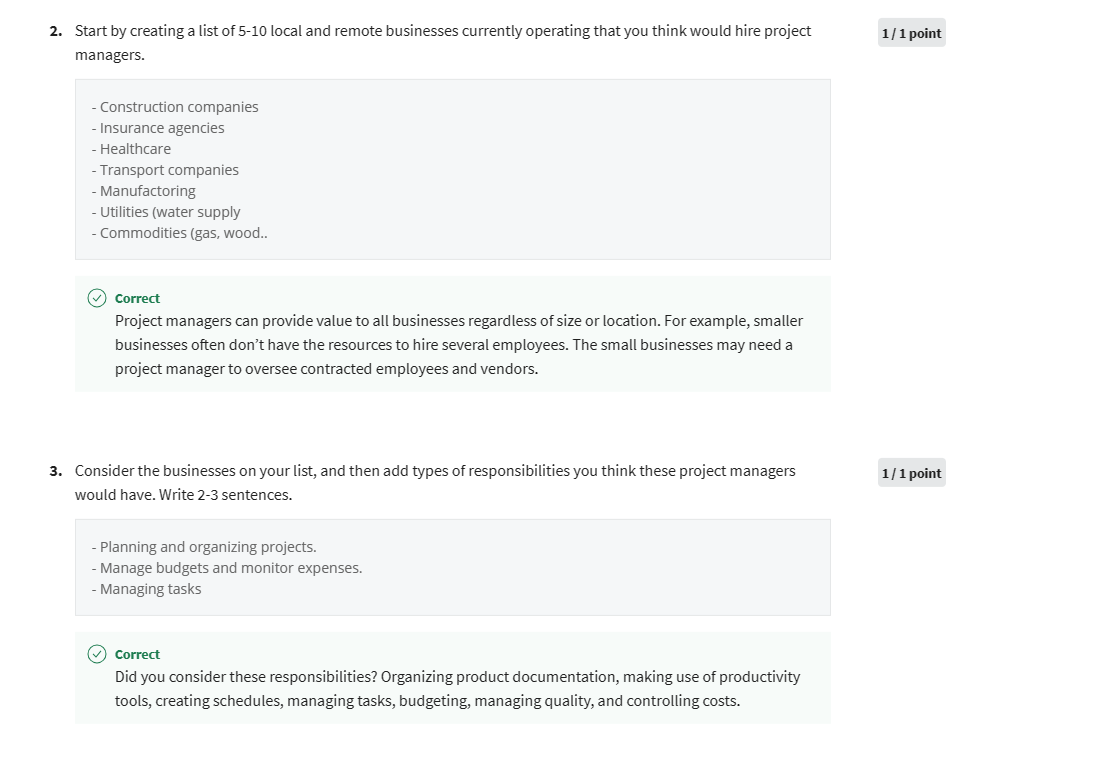 2. Start by creating a list of 5-10 local and remote businesses currently operating that you think would hire project
managers.
1 / 1 point
- Construction companies
- Insurance agencies
- Healthcare
- Transport companies
- Manufactoring
- Utilities (water supply
- Commodities (gas, wood..
Correct
Project managers can provide value to all businesses regardless of size or location. For example, smaller
businesses often don’t have the resources to hire several employees. The small businesses may need a
project manager to oversee contracted employees and vendors.
3. Consider the businesses on your list, and then add types of responsibilities you think these project managers
would have. Write 2-3 sentences.
1 / 1 point
- Planning and organizing projects.
- Manage budgets and monitor expenses.
- Managing tasks
Correct
Did you consider these responsibilities? Organizing product documentation, making use of productivity
tools, creating schedules, managing tasks, budgeting, managing quality, and controlling costs.